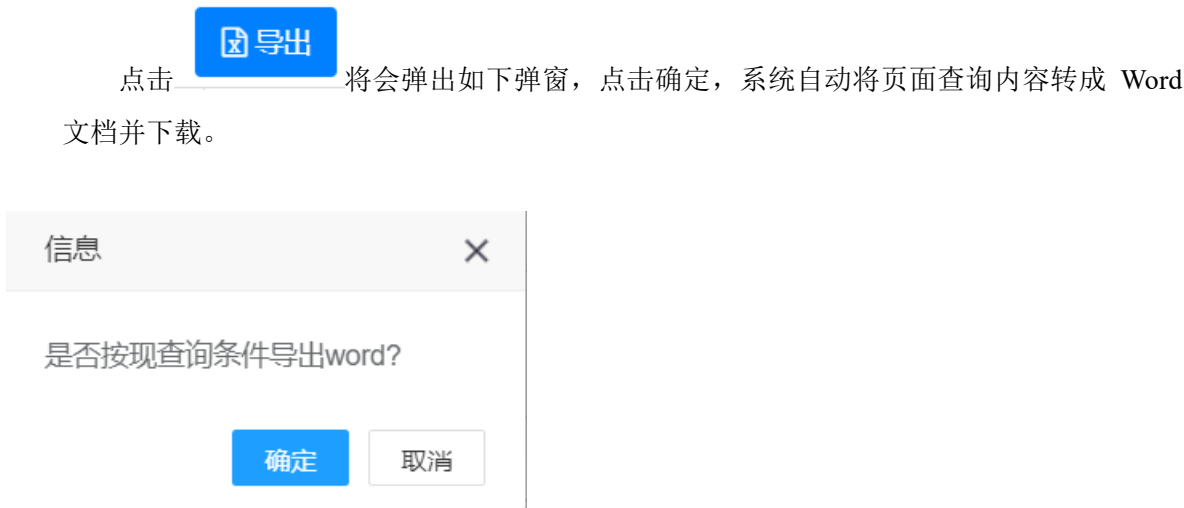 导出
点击 将会弹出如下弹窗，点击确定，系统自动将页面查询内容转成 Word
文档并下载。
信息
是否按现查询条件导出word?
确定 取消